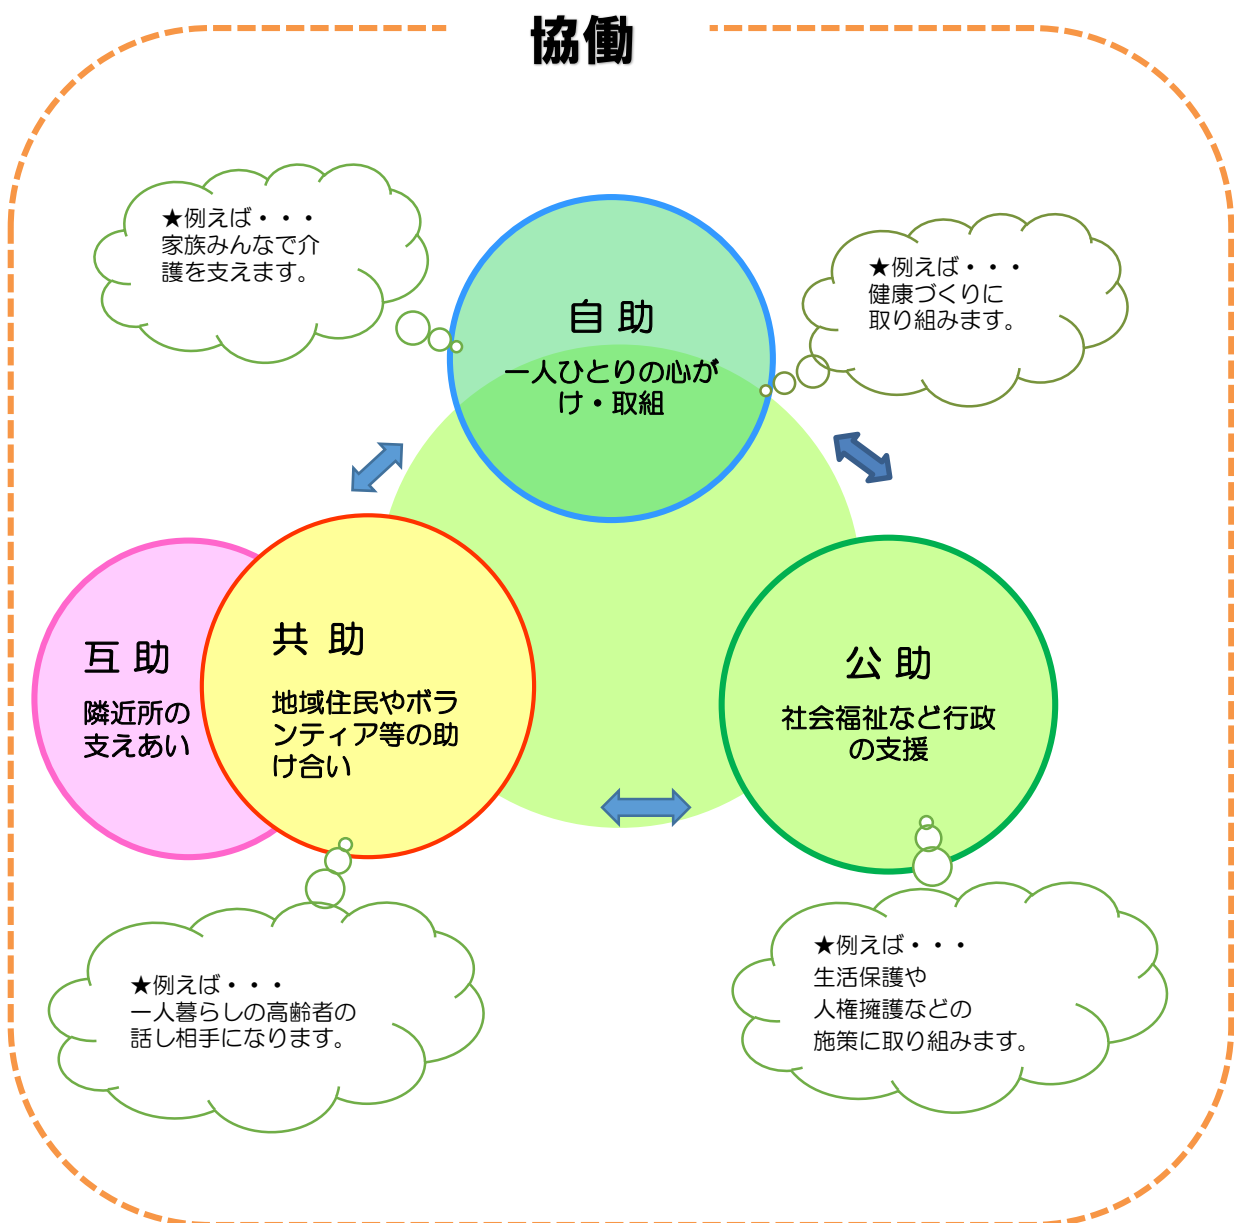 協働
★例えば・・・
家族みんなで介
護を支えます。
★例えば・・・
健康づくりに
取り組みます。
自助
一人ひとりの心が
け・取組
互助
隣近所の
支えあい
共助
地域住民やボラ
ンティア等の助
け合い
公助
社会福祉など行政
の支援
★例えば・・・
一人暮らしの高齢者の
話し相手になります。
★例えば・・・
生活保護や
人権擁護などの
施策に取り組みます。